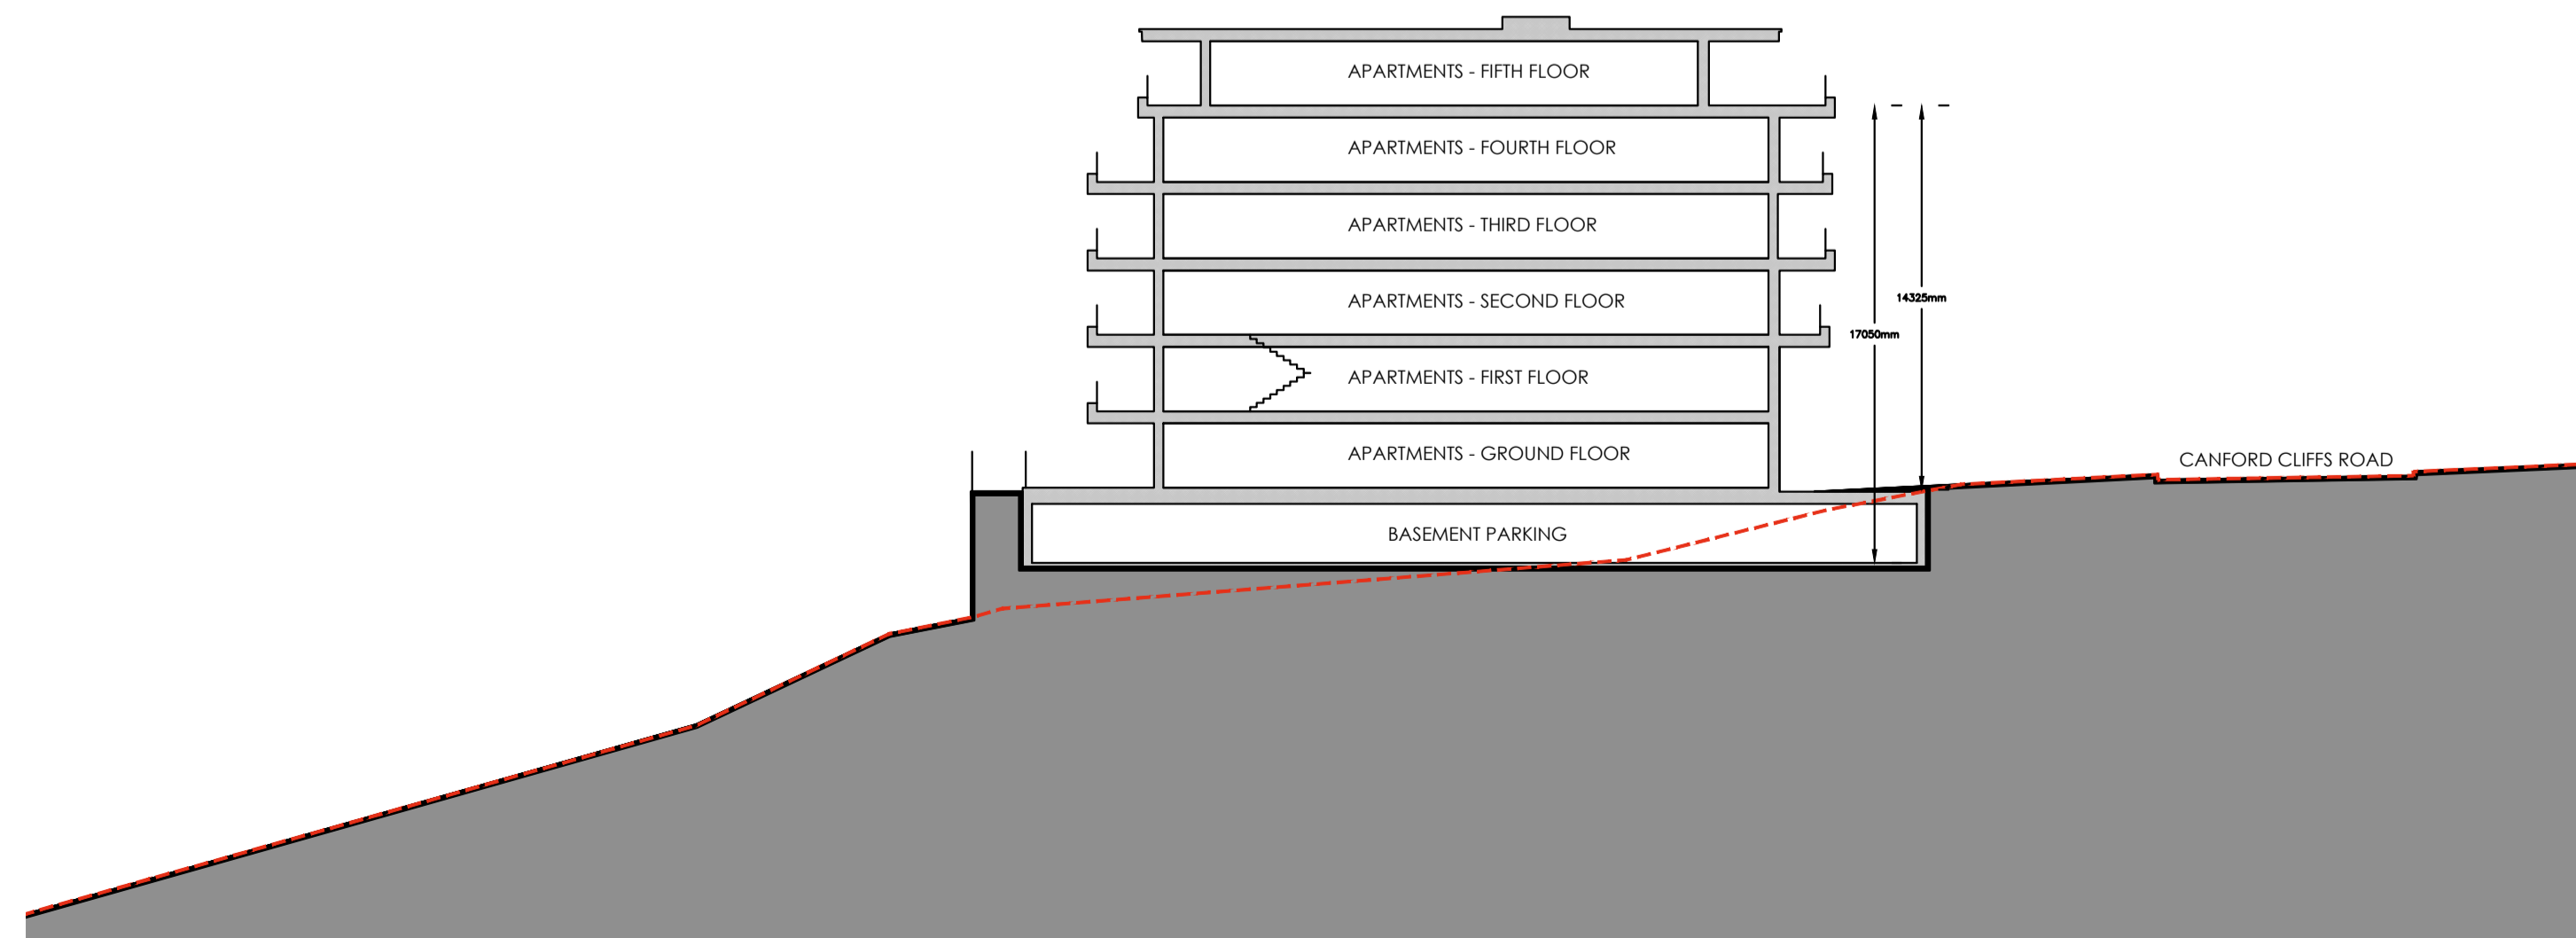 APARTMENTS - FIFTH FLOOR
APARTMENTS - FOURTH FLOOR
APARTMENTS - THIRD FLOOR
APARTMENTS - SECOND FLOOR
14325mm
17050mm
APARTMENTS - FIRST FLOOR
APARTMENTS - GROUND FLOOR
CANFORD CLIFFS ROAD
BASEMENT PARKING